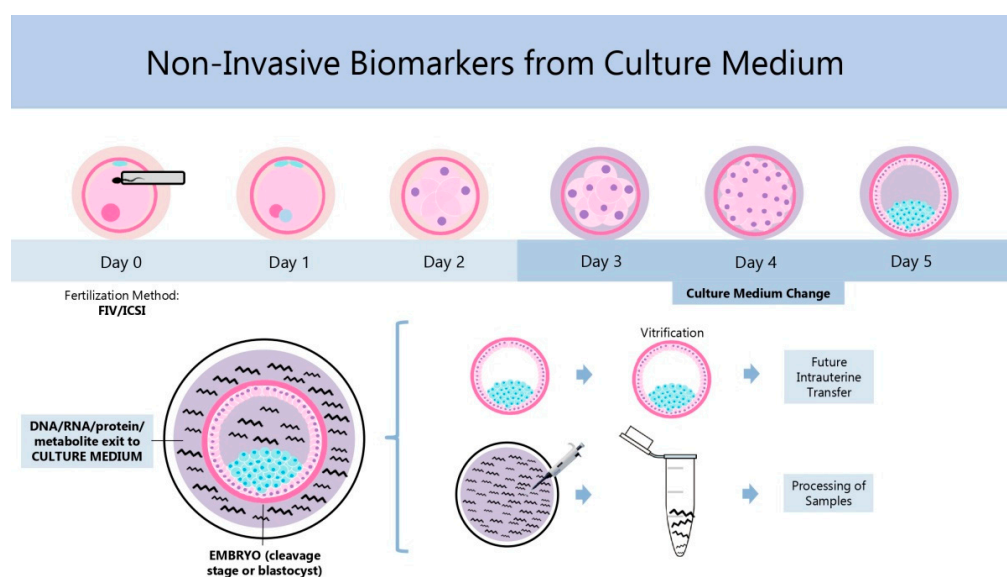 Non-Invasive Biomarkers from Culture Medium
Day 0
Day 1
Day 2
Day 3
Day 4
Day 5
Fertilization Method:
FIV/ICSI
Culture Medium Change
Vitrification
Future
Intrauterine
Transfer
DNA/RNA/protein/
metabolite exit to
CULTURE MEDIUM
Processing of
Samples
EMBRYO (cleavage
stage or blastocyst)